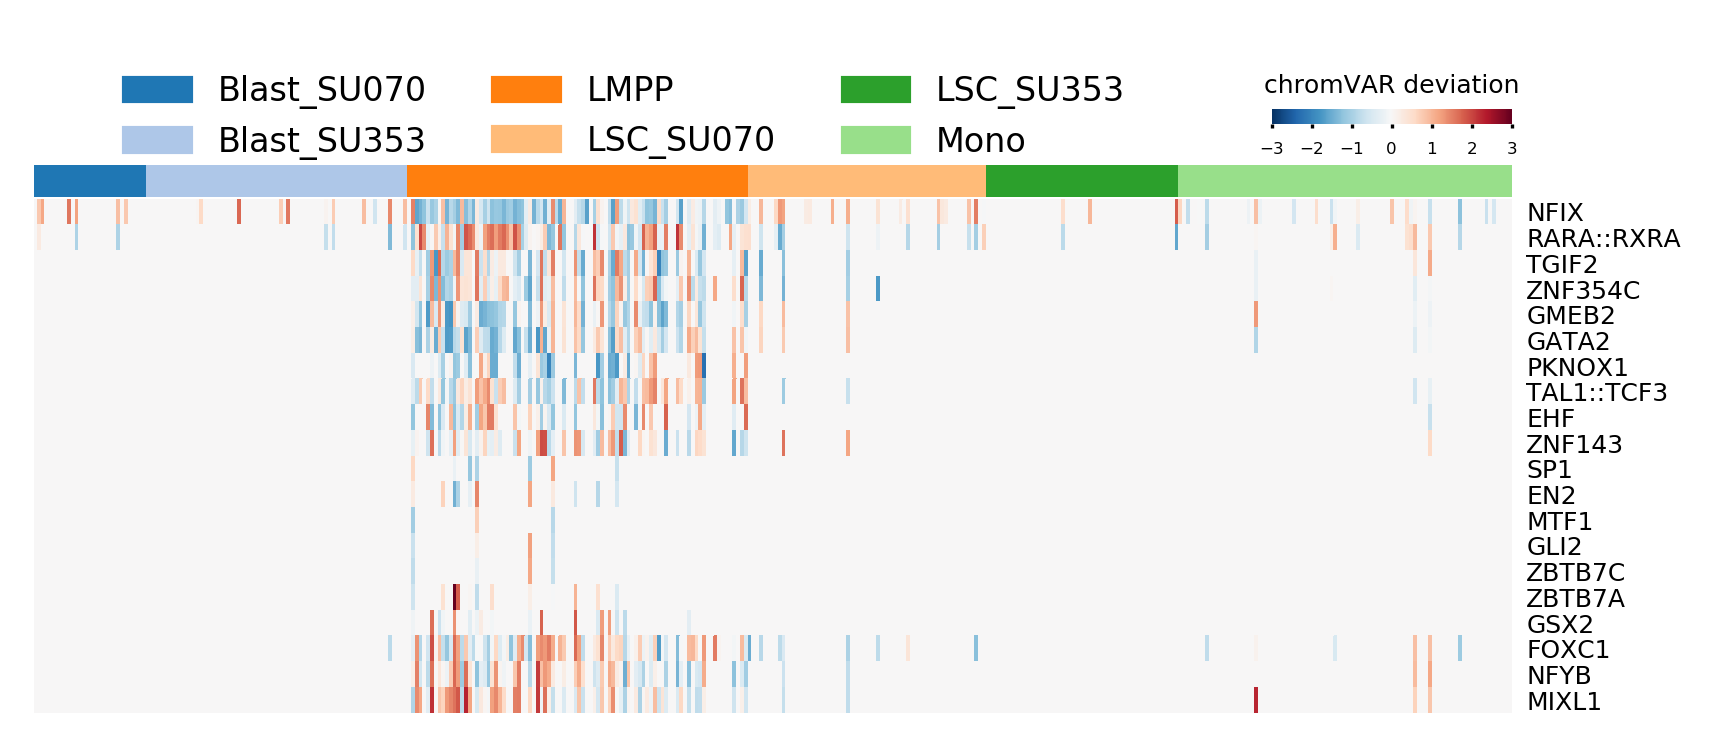 Blast_SU070 LMPP LSC_SU353 chromVAR deviation
Blast_SU353 LSC_SU070 Mono
−3 −2 −1 0 1 2 3
NFIX
RARA::RXRA
TGIF2
ZNF354C
GMEB2
GATA2
PKNOX1
TAL1::TCF3
EHF
ZNF143
SP1
EN2
MTF1
GLI2
ZBTB7C
ZBTB7A
GSX2
FOXC1
NFYB
MIXL1